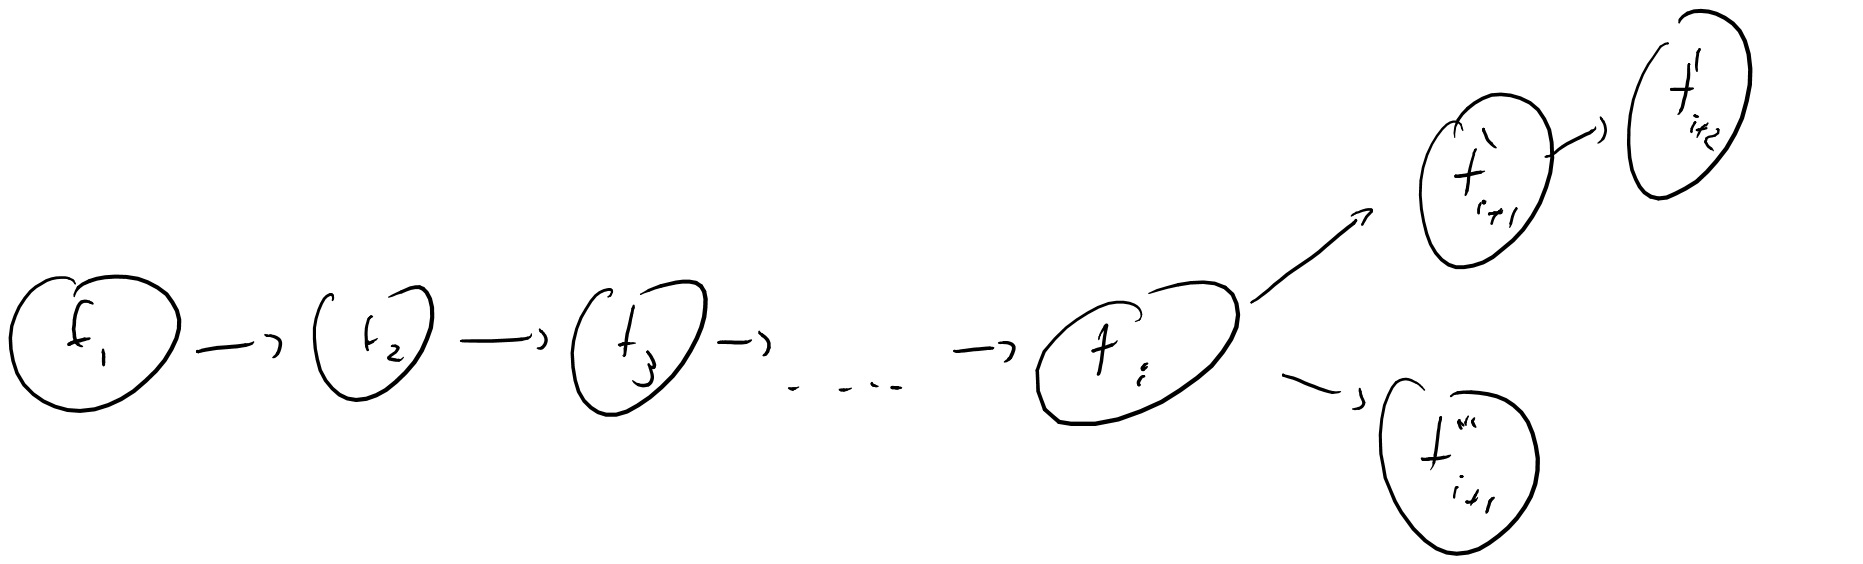 f₁ → f₂ → f₃ → . . . . → fᵢ
→ f'ᵢ₊₁ → f'ᵢ₊₂
→ f''ᵢ₊₁